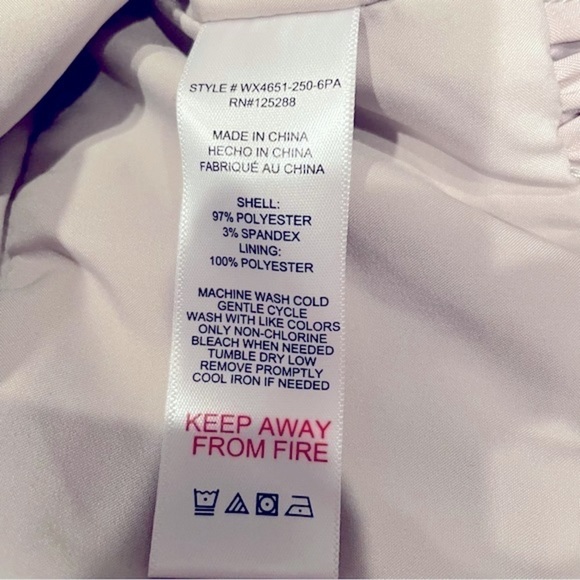 STYLE # WX4651-250-6PA
RN#125288
MADE IN CHINA
HECHO IN CHINA
FABRIQUÉ AU CHINA
SHELL:
97% POLYESTER
3% SPANDEX
LINING:
100% POLYESTER
MACHINE WASH COLD
GENTLE CYCLE
WASH WITH LIKE COLORS
ONLY NON-CHLORINE
BLEACH WHEN NEEDED
TUMBLE DRY LOW
REMOVE PROMPTLY
COOL IRON IF NEEDED
KEEP AWAY
FROM FIRE